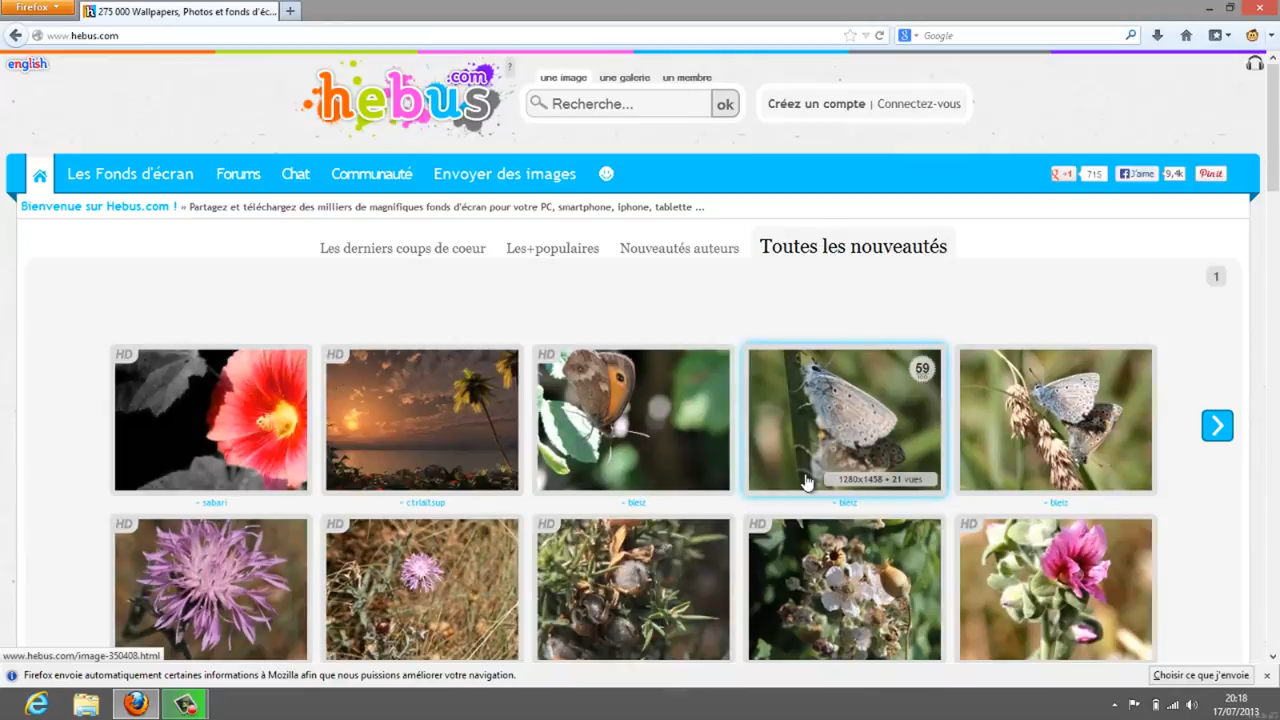 Firefox
275 000 Wallpapers, Photos et fonds d'éc...
www.hebus.com
Google
english
hebus.com
?
une image une galerie un membre
Recherche... ok
Créez un compte | Connectez-vous
Les Fonds d'écran Forums Chat Communauté Envoyer des images
+1 715 J'aime 9,4k Pin it
Bienvenue sur Hebus.com ! » Partagez et téléchargez des milliers de magnifiques fonds d'écran pour votre PC, smartphone, iphone, tablette ...
Les derniers coups de coeur Les+populaires Nouveautés auteurs Toutes les nouveautés
1
HD HD HD 59
1280x1458 + 21 vues
- sabari - ctrlaltsup - bleiz - bleiz - bleiz
HD HD HD HD HD
www.hebus.com/image-350408.html
Firefox envoie automatiquement certaines informations à Mozilla afin que nous puissions améliorer votre navigation. Choisir ce que j'envoie
20:18
17/07/2013